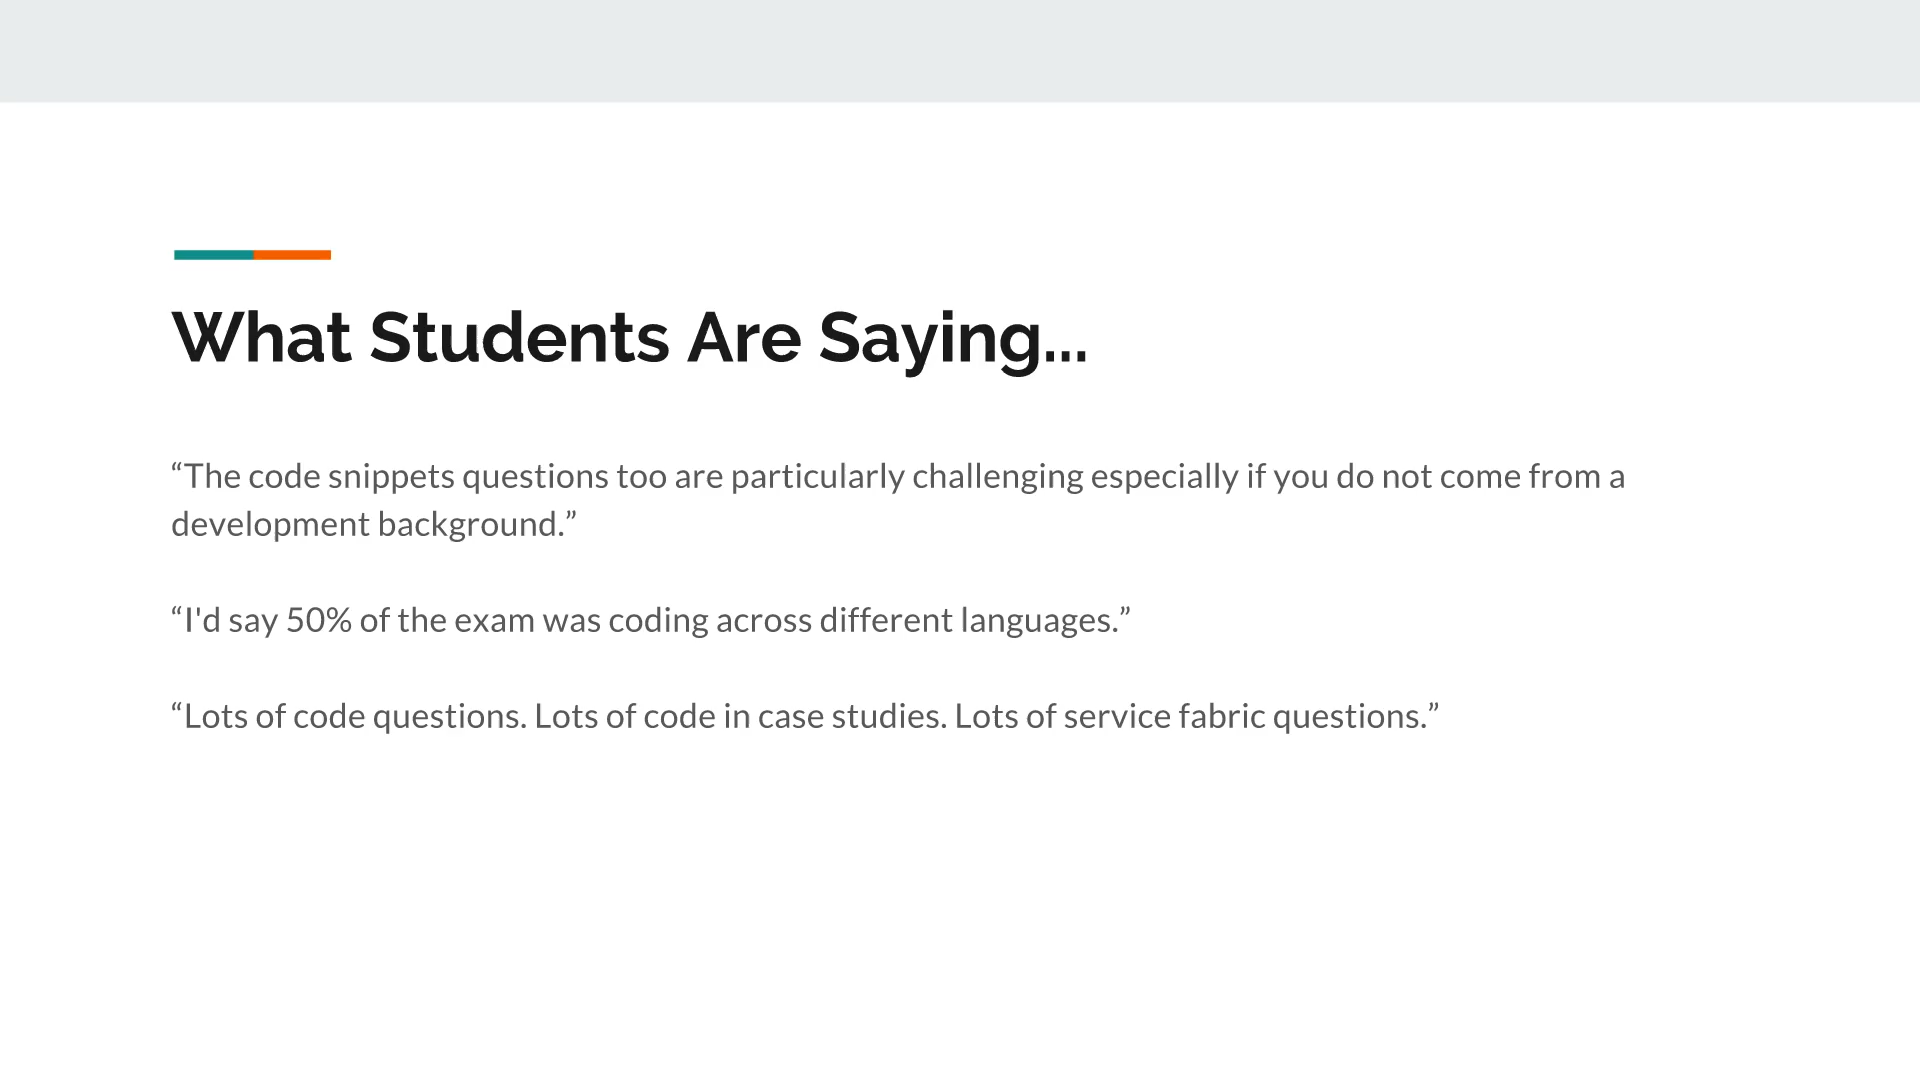 What Students Are Saying...
“The code snippets questions too are particularly challenging especially if you do not come from a
development background.”
“I'd say 50% of the exam was coding across different languages.”
“Lots of code questions. Lots of code in case studies. Lots of service fabric questions.”